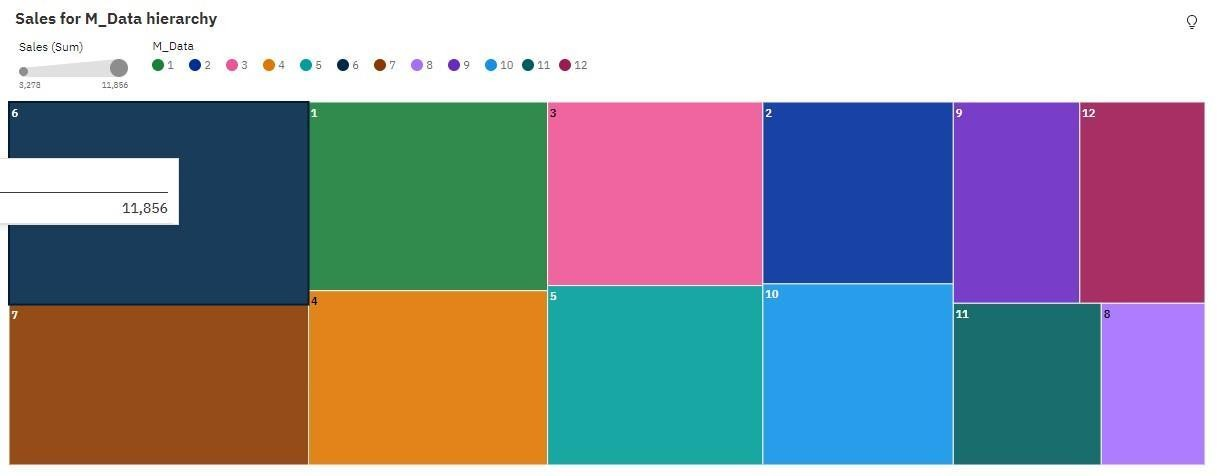 Sales for M_Data hierarchy
Sales (Sum)
3,278 11,856
M_Data
1 2 3 4 5 6 7 8 9 10 11 12
6 1 3 2 9 12
11,856
10
5
4
11 8
7